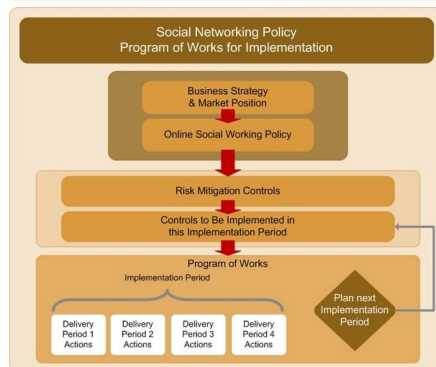 Social Networking Policy
Program of Works for Implementation
Business Strategy
& Market Position
Online Social Working Policy
Risk Mitigation Controls
Controls to Be Implemented in
this Implementation Period
Program of Works
Implementation Period
Delivery
Period 1
Actions
Delivery
Period 2
Actions
Delivery
Period 3
Actions
Delivery
Period 4
Actions
Plan next
Implementation
Period